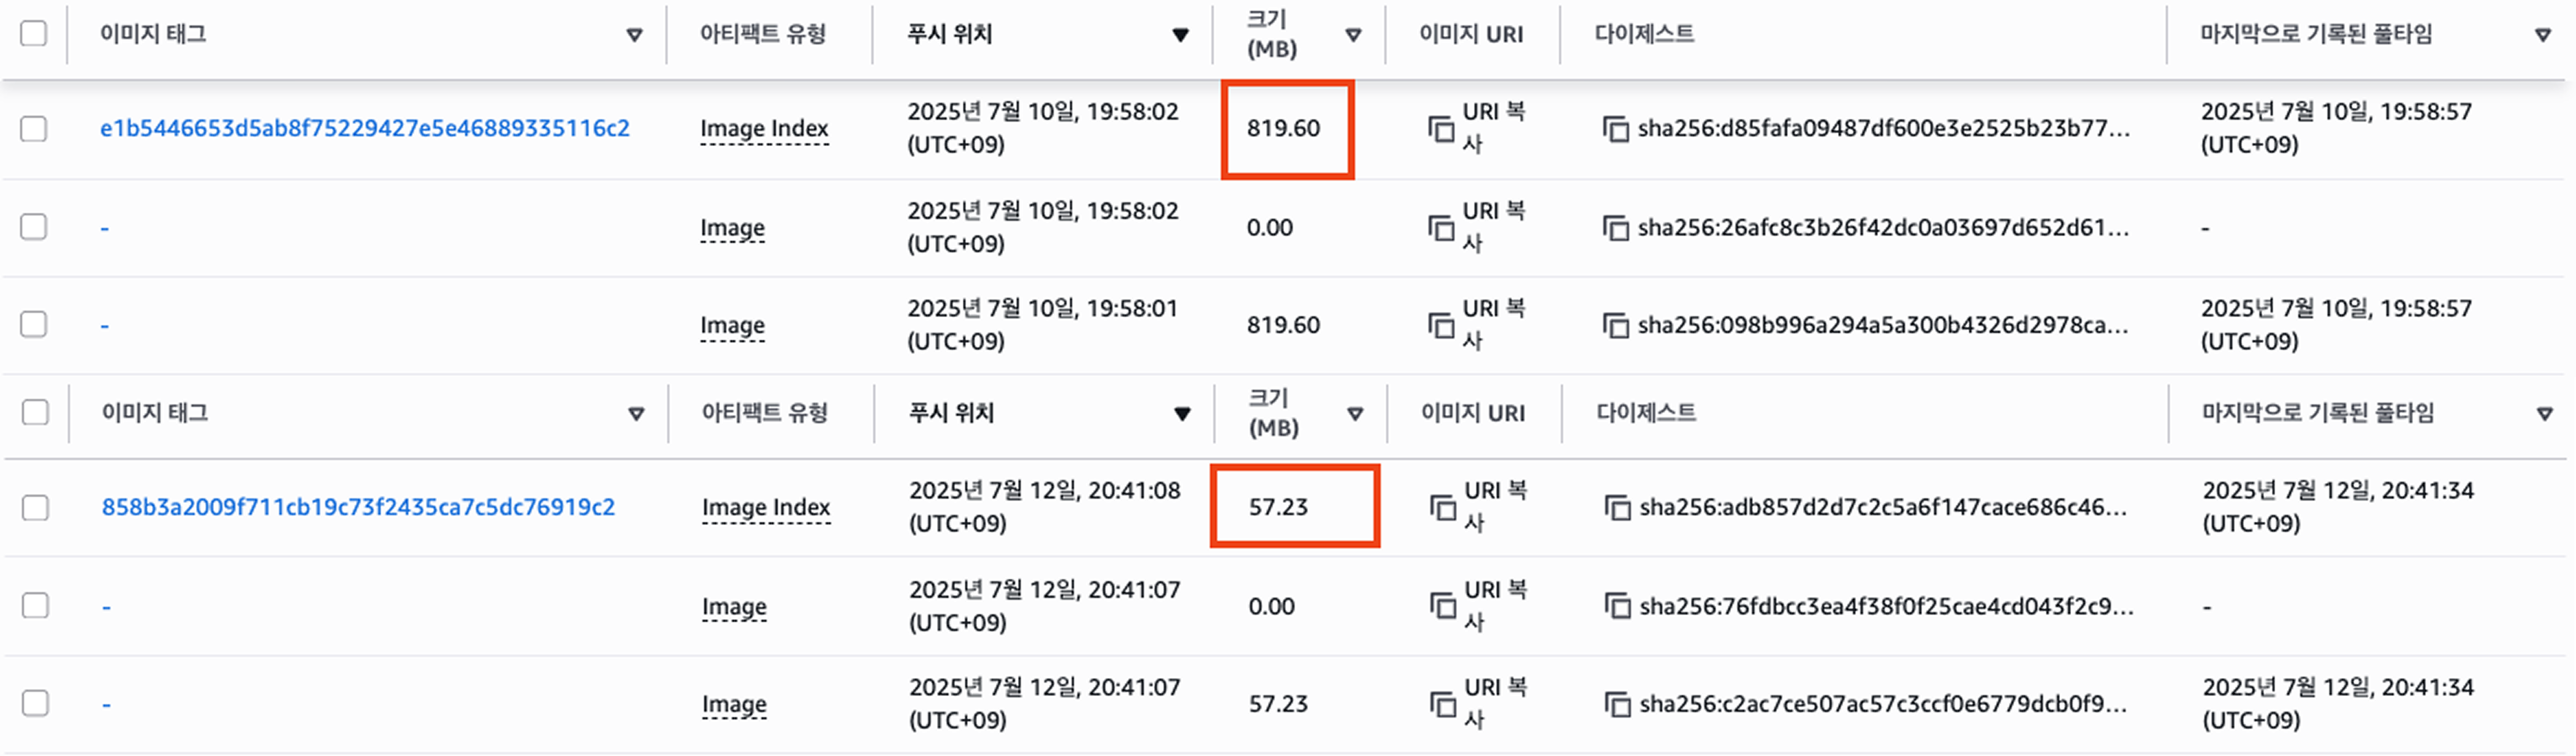 이미지 태그 아티팩트 유형 푸시 위치 크기 (MB) 이미지 URI 다이제스트 마지막으로 기록된 풀타임
e1b5446653d5ab8f75229427e5e46889335116c2 Image Index 2025년 7월 10일, 19:58:02 (UTC+09) 819.60 URI 복사 sha256:d85fafa09487df600e3e2525b23b77... 2025년 7월 10일, 19:58:57 (UTC+09)
- Image 2025년 7월 10일, 19:58:02 (UTC+09) 0.00 URI 복사 sha256:26afc8c3b26f42dc0a03697d652d61... -
- Image 2025년 7월 10일, 19:58:01 (UTC+09) 819.60 URI 복사 sha256:098b996a294a5a300b4326d2978ca... 2025년 7월 10일, 19:58:57 (UTC+09)
이미지 태그 아티팩트 유형 푸시 위치 크기 (MB) 이미지 URI 다이제스트 마지막으로 기록된 풀타임
858b3a2009f711cb19c73f2435ca7c5dc76919c2 Image Index 2025년 7월 12일, 20:41:08 (UTC+09) 57.23 URI 복사 sha256:adb857d2d7c2c5a6f147cace686c46... 2025년 7월 12일, 20:41:34 (UTC+09)
- Image 2025년 7월 12일, 20:41:07 (UTC+09) 0.00 URI 복사 sha256:76fdbcc3ea4f38f0f25cae4cd043f2c9... -
- Image 2025년 7월 12일, 20:41:07 (UTC+09) 57.23 URI 복사 sha256:c2ac7ce507ac57c3ccf0e6779dcb0f9... 2025년 7월 12일, 20:41:34 (UTC+09)